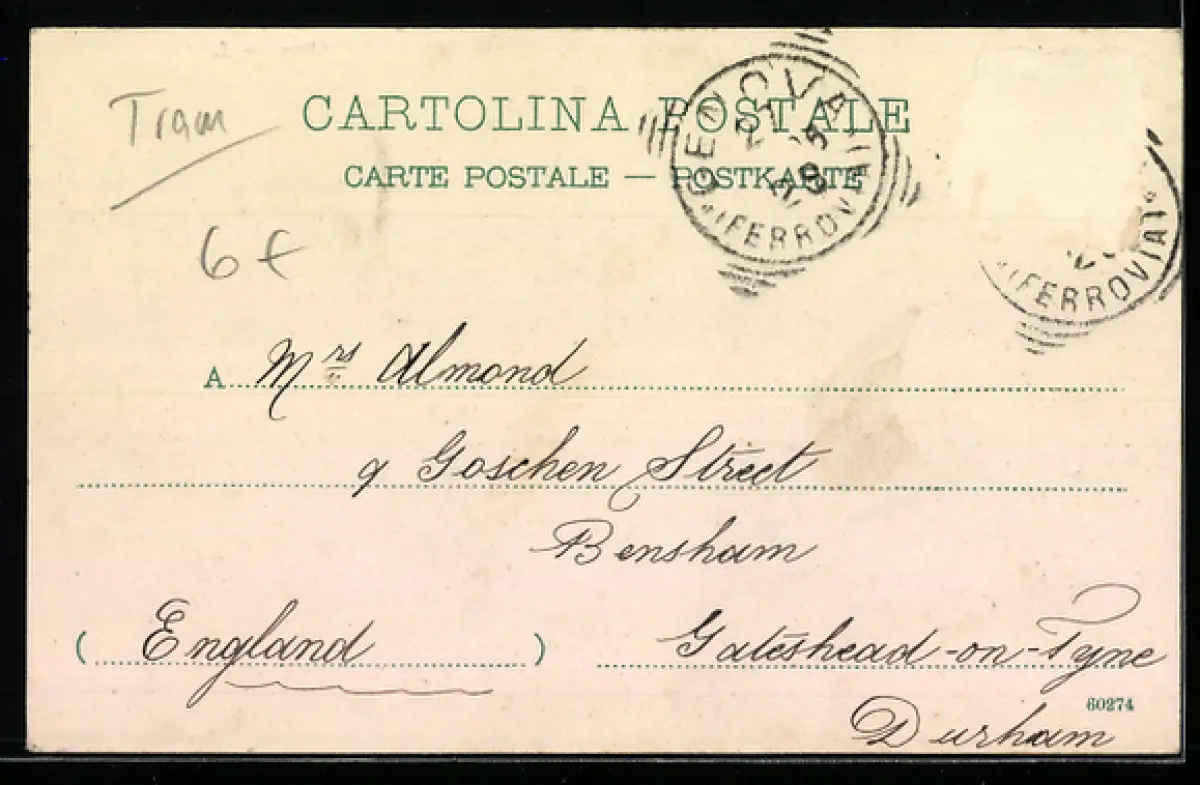 Tram
CARTOLINA POSTALE
CARTE POSTALE — POSTKARTE
GENOVA
(FERROVIA)
(FERROVIA)
6 €
A Mrs Almond
9 Goschen Street
Bensham
( England ) Gateshead-on-Tyne
60274
Durham